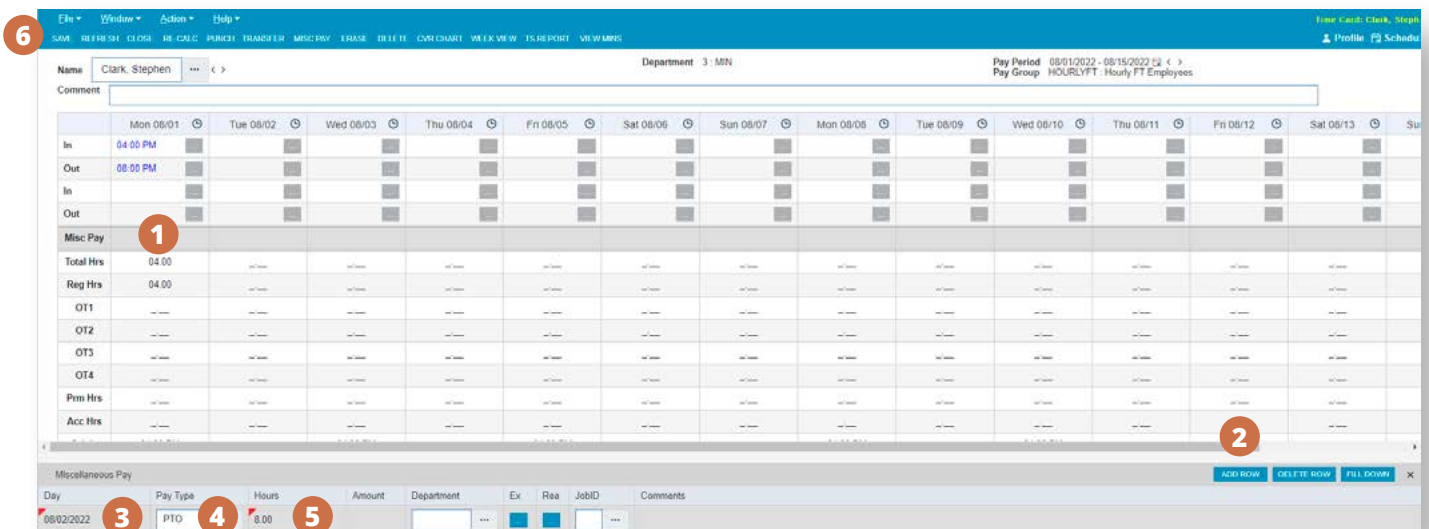 File Window Action Help Time Card: Clark, Steph
6
SAVE REFRESH CLOSE RE-CALC PUNCH TRANSFER MISC PAY ERASE DELETE CVR CHART WEEK VIEW TS REPORT VIEW MINS Profile Schedu
Name Clark, Stephen ... < > Department 3 : MIN Pay Period 08/01/2022 - 08/15/2022 < >
Pay Group HOURLYFT : Hourly FT Employees
Comment
Mon 08/01 Tue 08/02 Wed 08/03 Thu 08/04 Fri 08/05 Sat 08/06 Sun 08/07 Mon 08/08 Tue 08/09 Wed 08/10 Thu 08/11 Fri 08/12 Sat 08/13 Su
In 04:00 PM
Out 08:00 PM
In
Out
Misc Pay 1
Total Hrs 04.00
Reg Hrs 04.00
OT1
OT2
OT3
OT4
Prm Hrs
Acc Hrs
2
Miscellaneous Pay ADD ROW DELETE ROW FILL DOWN ×
Day Pay Type Hours Amount Department Ex Rea JobID Comments
08/02/2022 3 PTO 4 8.00 5 ... ...